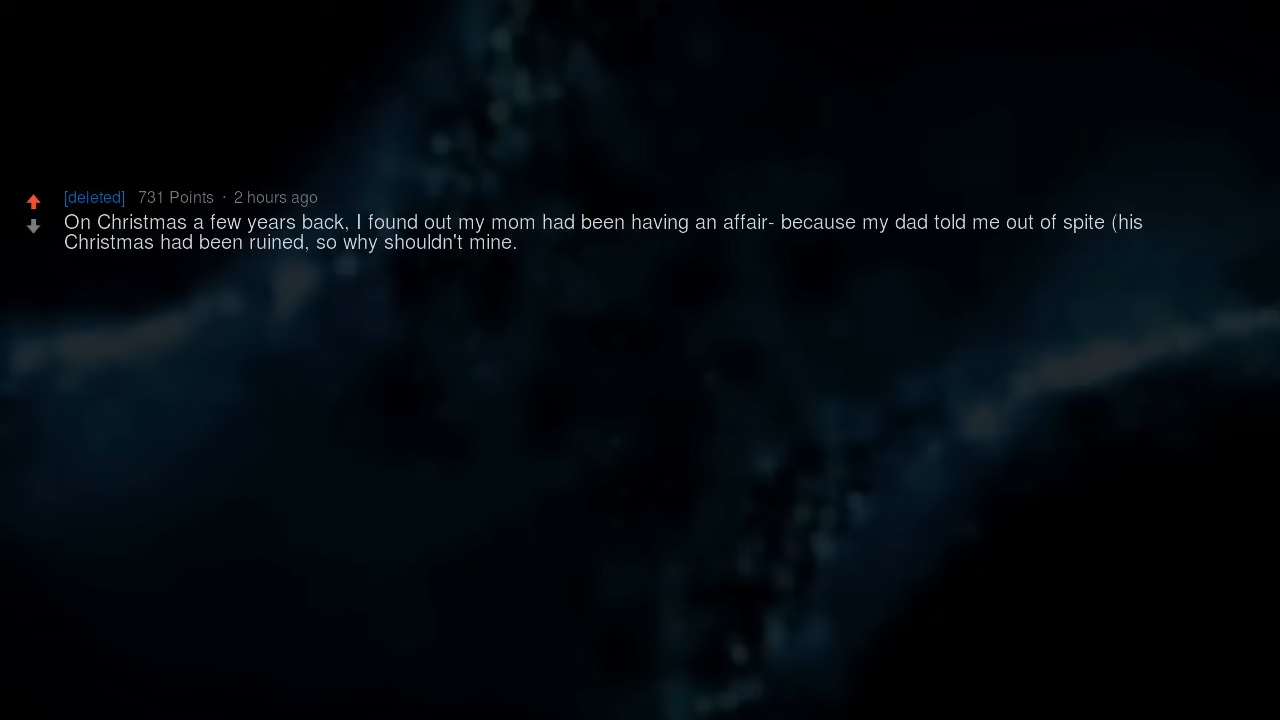 [deleted] 731 Points · 2 hours ago
On Christmas a few years back, I found out my mom had been having an affair- because my dad told me out of spite (his
Christmas had been ruined, so why shouldn't mine.